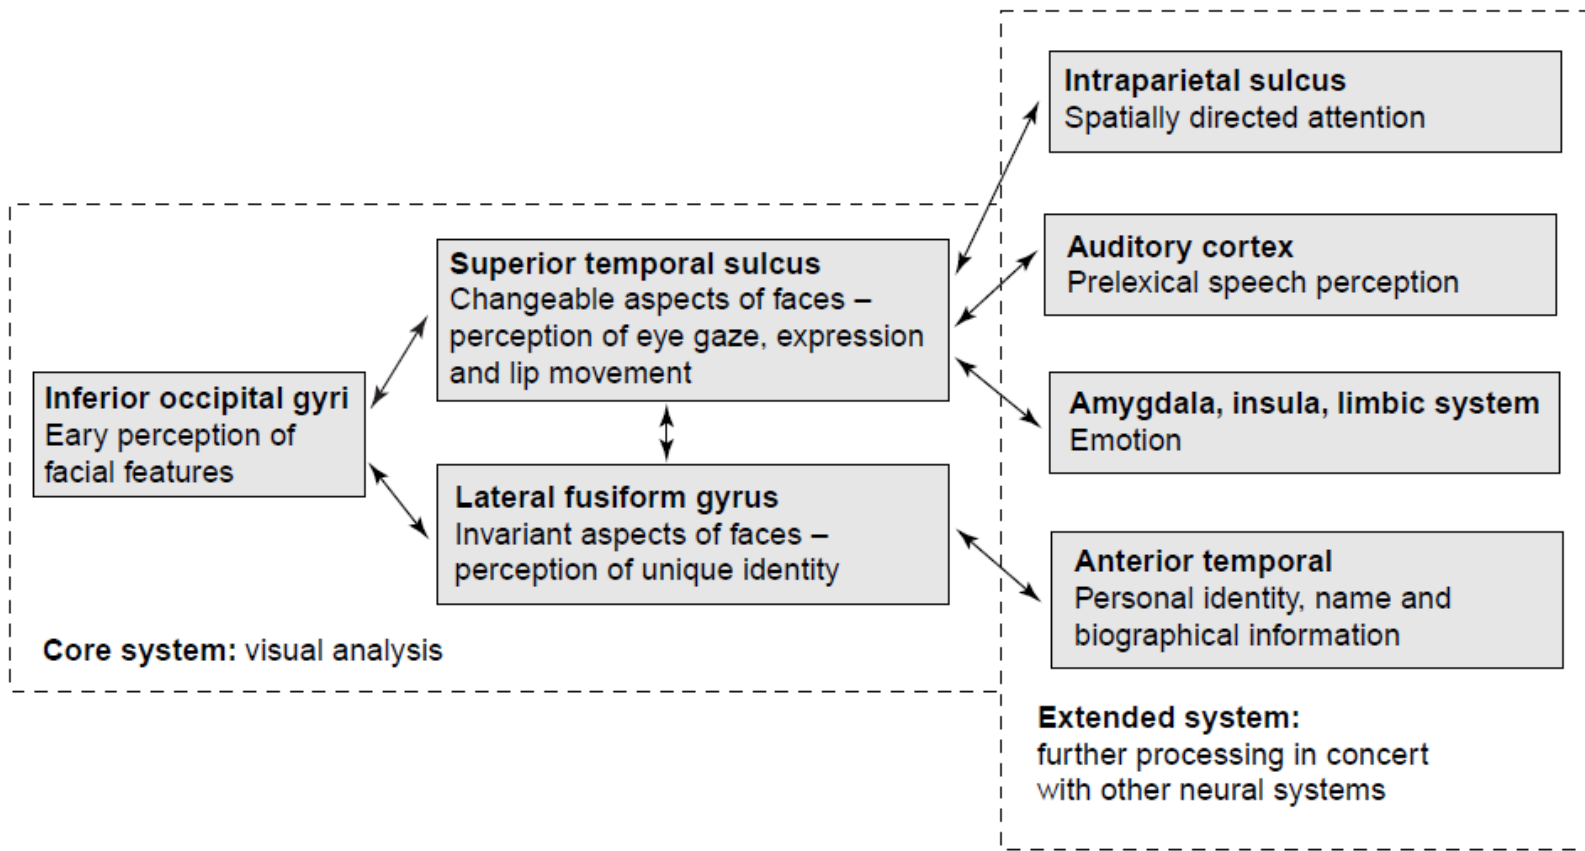 Inferior occipital gyri
Eary perception of
facial features
Superior temporal sulcus
Changeable aspects of faces –
perception of eye gaze, expression
and lip movement
Lateral fusiform gyrus
Invariant aspects of faces –
perception of unique identity
Core system: visual analysis
Intraparietal sulcus
Spatially directed attention
Auditory cortex
Prelexical speech perception
Amygdala, insula, limbic system
Emotion
Anterior temporal
Personal identity, name and
biographical information
Extended system:
further processing in concert
with other neural systems